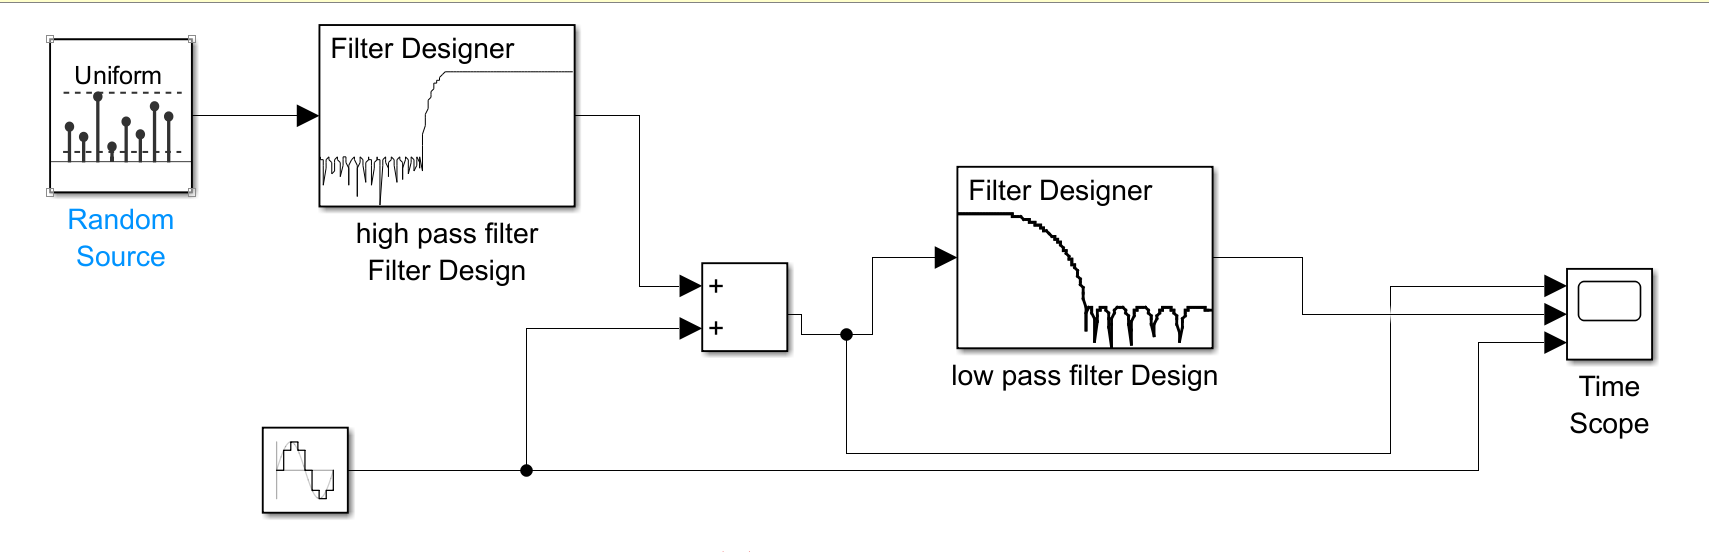 Uniform
Random
Source
Filter Designer
high pass filter
Filter Design
+
+
Filter Designer
low pass filter Design
Time
Scope